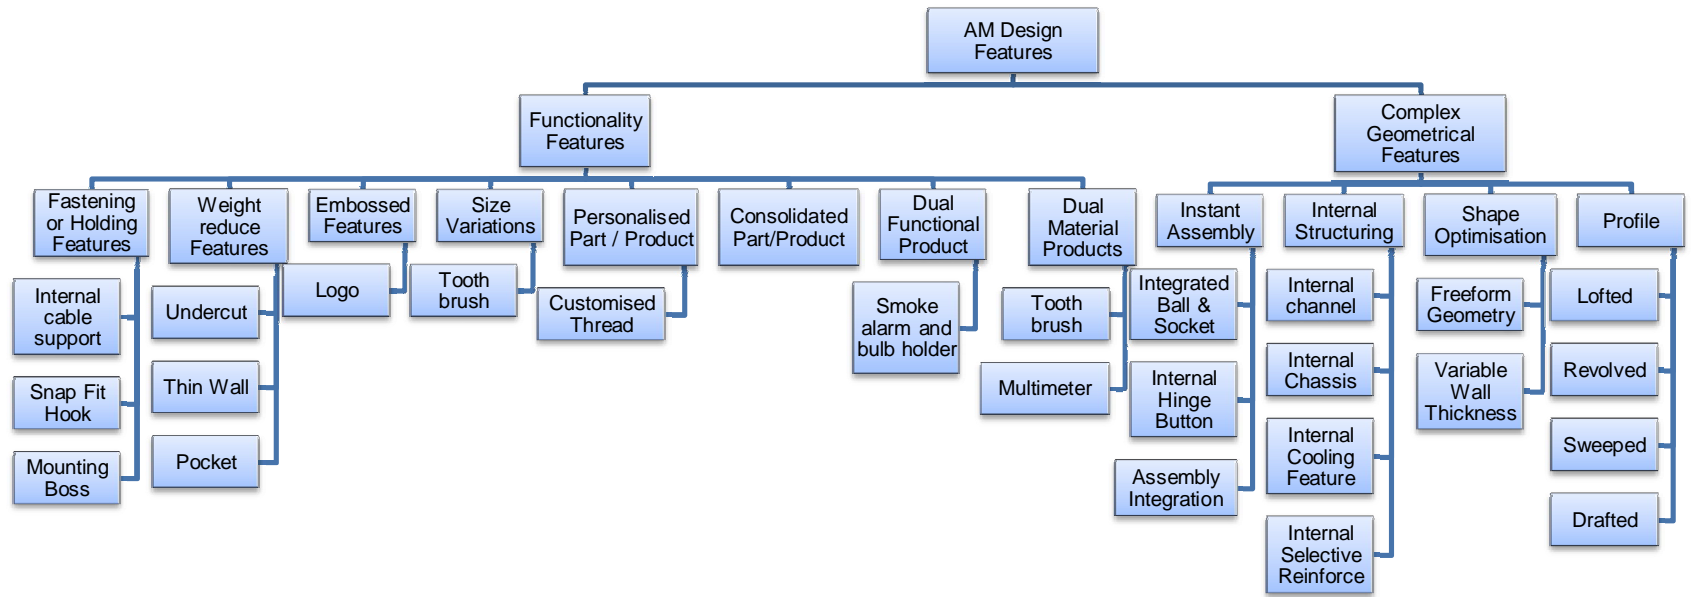 AM Design
Features
Functionality
Features
Complex
Geometrical
Features
Fastening
or Holding
Features
Weight
reduce
Features
Embossed
Features
Size
Variations
Personalised
Part / Product
Consolidated
Part/Product
Dual
Functional
Product
Dual
Material
Products
Instant
Assembly
Internal
Structuring
Shape
Optimisation
Profile
Internal
cable
support
Snap Fit
Hook
Mounting
Boss
Undercut
Thin Wall
Pocket
Logo
Tooth
brush
Customised
Thread
Smoke
alarm and
bulb holder
Tooth
brush
Multimeter
Integrated
Ball &
Socket
Internal
Hinge
Button
Assembly
Integration
Internal
channel
Internal
Chassis
Internal
Cooling
Feature
Internal
Selective
Reinforce
Freeform
Geometry
Variable
Wall
Thickness
Lofted
Revolved
Sweeped
Drafted